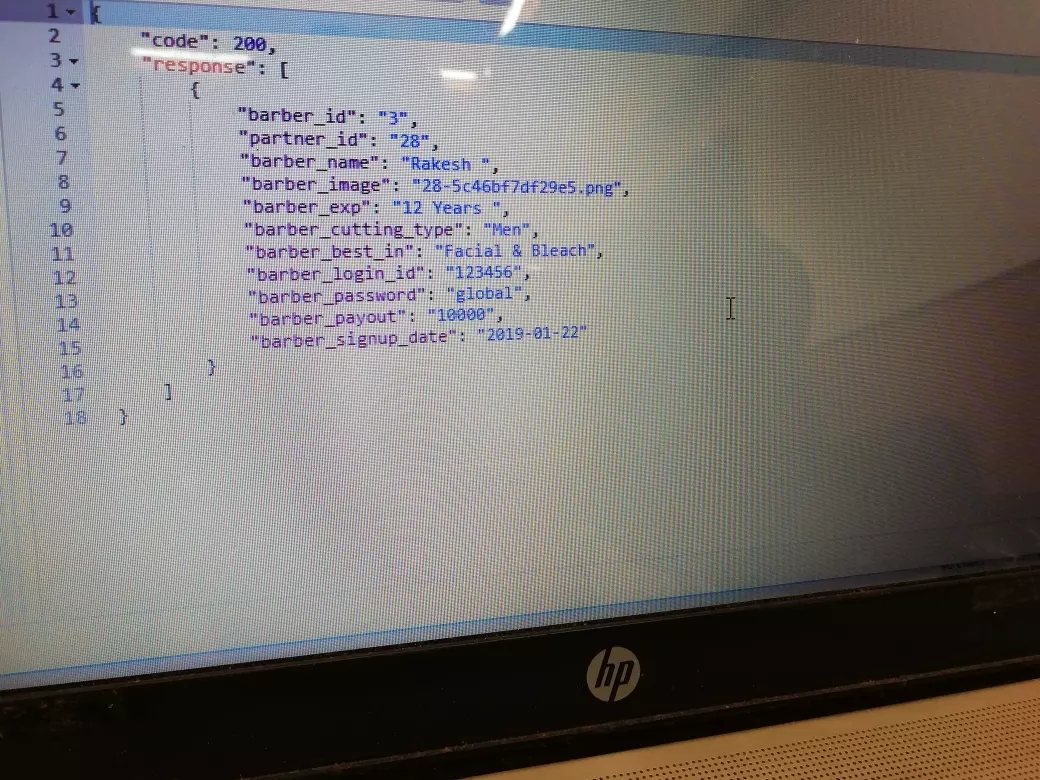 1 {
2 "code": 200,
3 "response": [
4 {
5 "barber_id": "3",
6 "partner_id": "28",
7 "barber_name": "Rakesh ",
8 "barber_image": "28-5c46bf7df29e5.png",
9 "barber_exp": "12 Years ",
10 "barber_cutting_type": "Men",
11 "barber_best_in": "Facial & Bleach",
12 "barber_login_id": "123456",
13 "barber_password": "global",
14 "barber_payout": "10000",
15 "barber_signup_date": "2019-01-22"
16 }
17 ]
18 }
hp